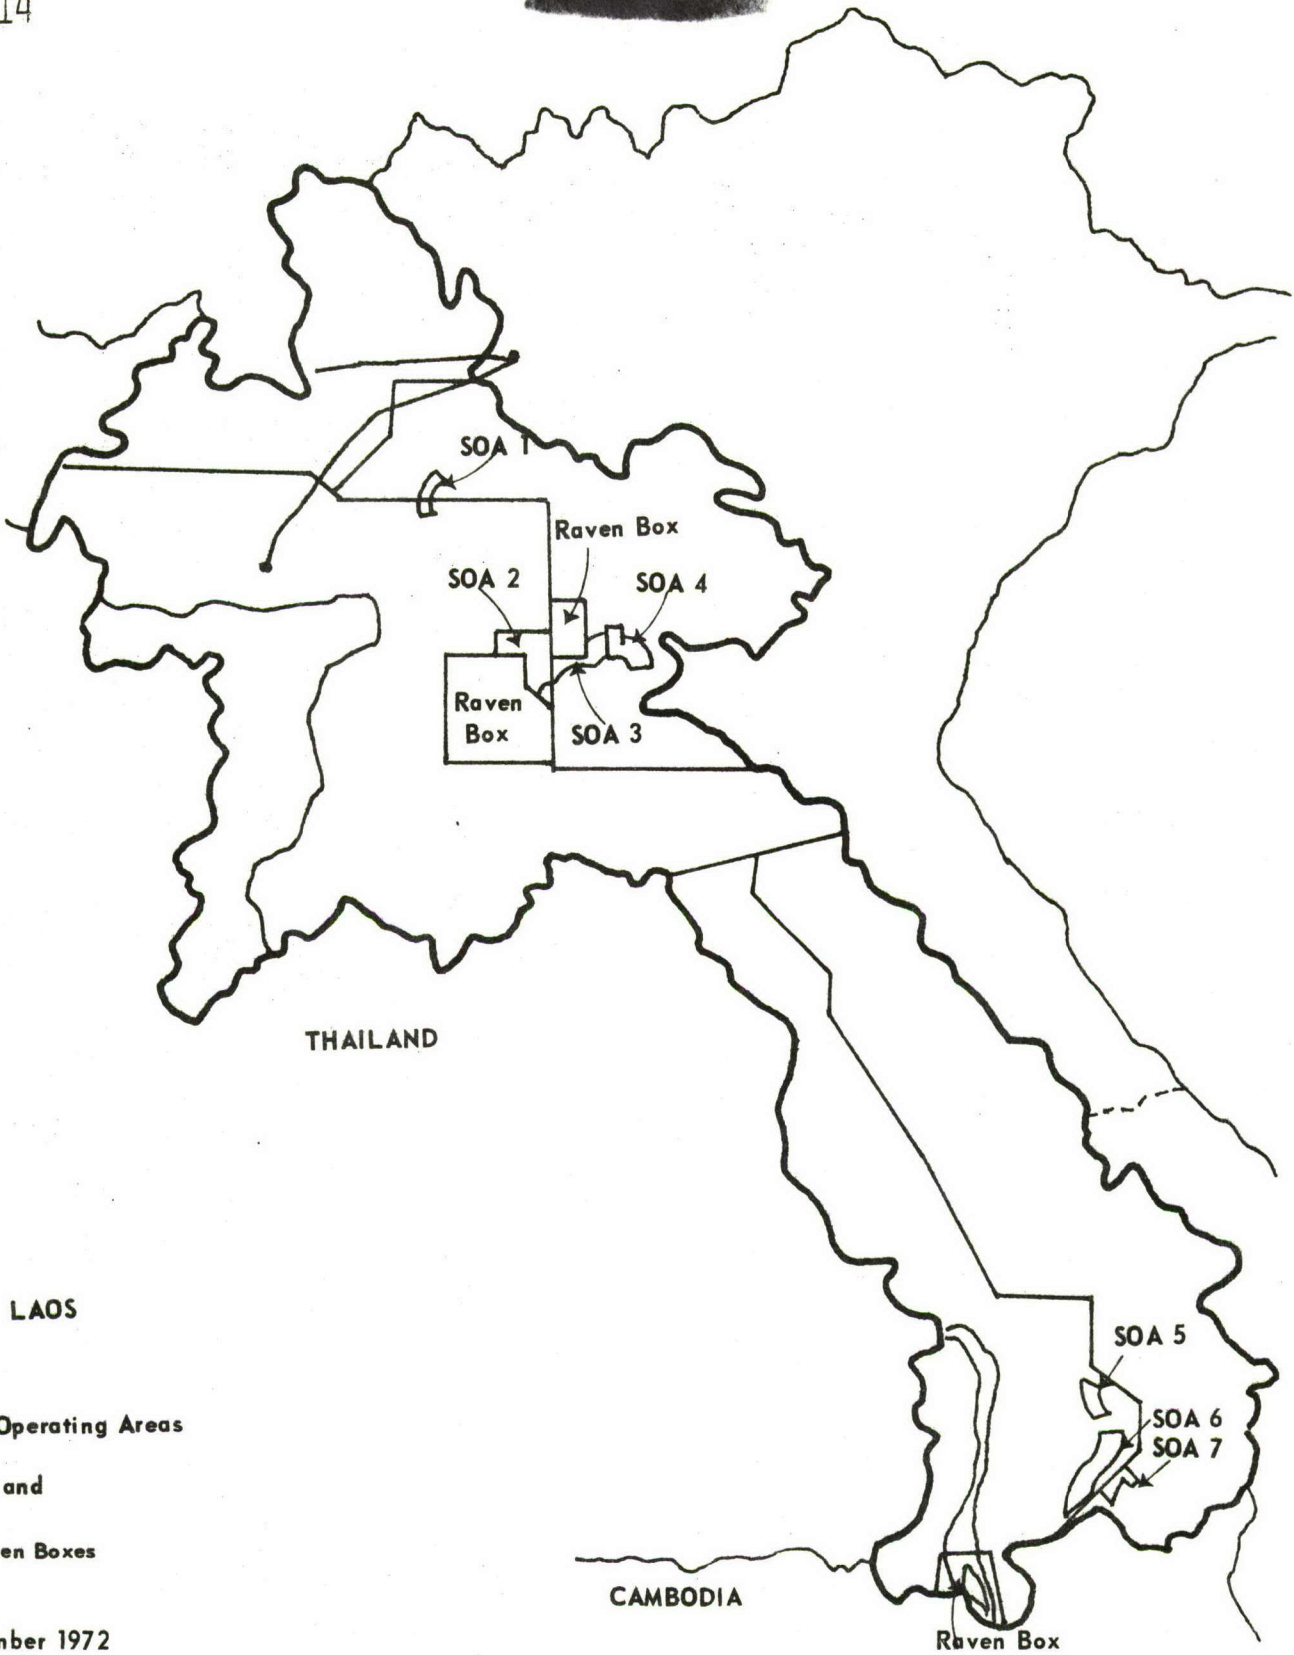 14
SOA 1
Raven Box
SOA 2
SOA 4
Raven
Box
SOA 3
THAILAND
LAOS
Operating Areas
SOA 5
SOA 6
SOA 7
and
en Boxes
CAMBODIA
mber 1972
Raven Box